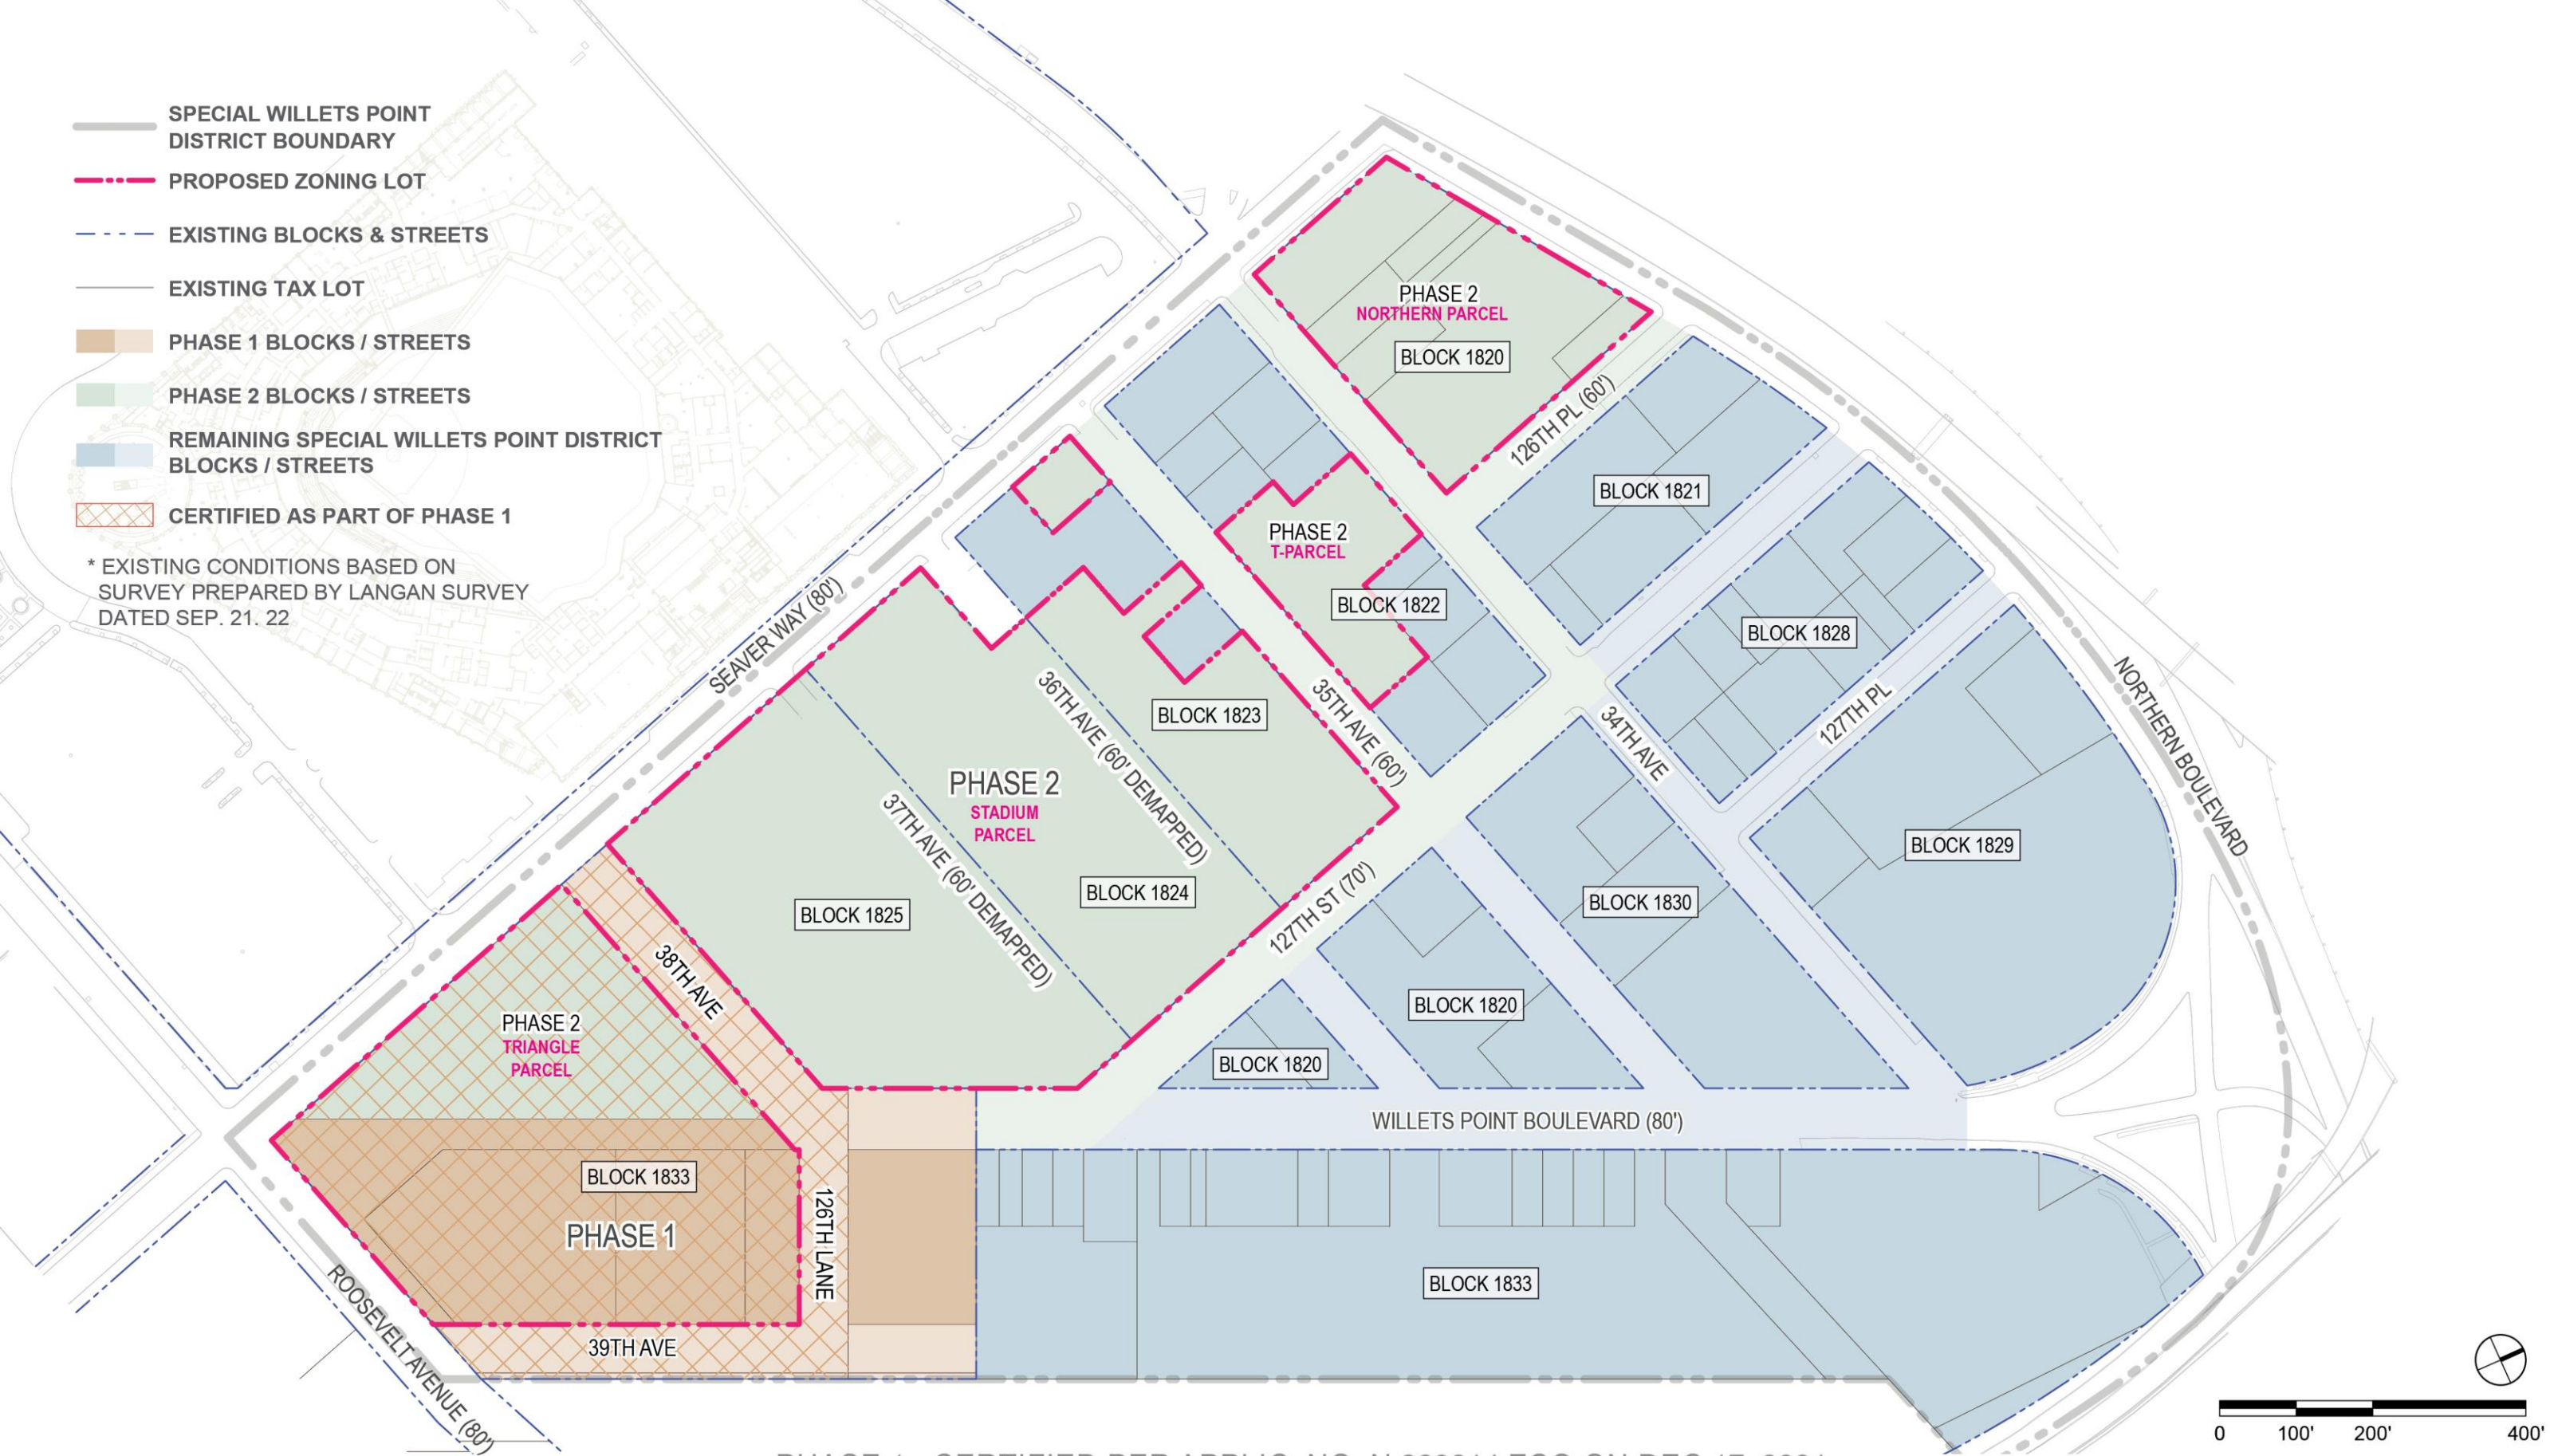 SPECIAL WILLETS POINT
DISTRICT BOUNDARY
PROPOSED ZONING LOT
EXISTING BLOCKS & STREETS
EXISTING TAX LOT
PHASE 1 BLOCKS / STREETS
PHASE 2 BLOCKS / STREETS
REMAINING SPECIAL WILLETS POINT DISTRICT
BLOCKS / STREETS
CERTIFIED AS PART OF PHASE 1
* EXISTING CONDITIONS BASED ON
SURVEY PREPARED BY LANGAN SURVEY
DATED SEP. 21. 22
PHASE 2
NORTHERN PARCEL
BLOCK 1820
126TH PL (60')
BLOCK 1821
PHASE 2
T-PARCEL
BLOCK 1822
BLOCK 1828
127TH PL
SEAVER WAY (80')
36TH AVE (60' DEMAPPED)
BLOCK 1823
35TH AVE (60')
34TH AVE
NORTHERN BOULEVARD
PHASE 2
STADIUM
PARCEL
37TH AVE (60' DEMAPPED)
BLOCK 1829
BLOCK 1824
BLOCK 1825
127TH ST (70')
BLOCK 1830
38TH AVE
BLOCK 1820
PHASE 2
TRIANGLE
PARCEL
BLOCK 1820
WILLETS POINT BOULEVARD (80')
BLOCK 1833
PHASE 1
126TH LANE
BLOCK 1833
39TH AVE
ROOSEVELT AVENUE (80')
0 100' 200' 400'